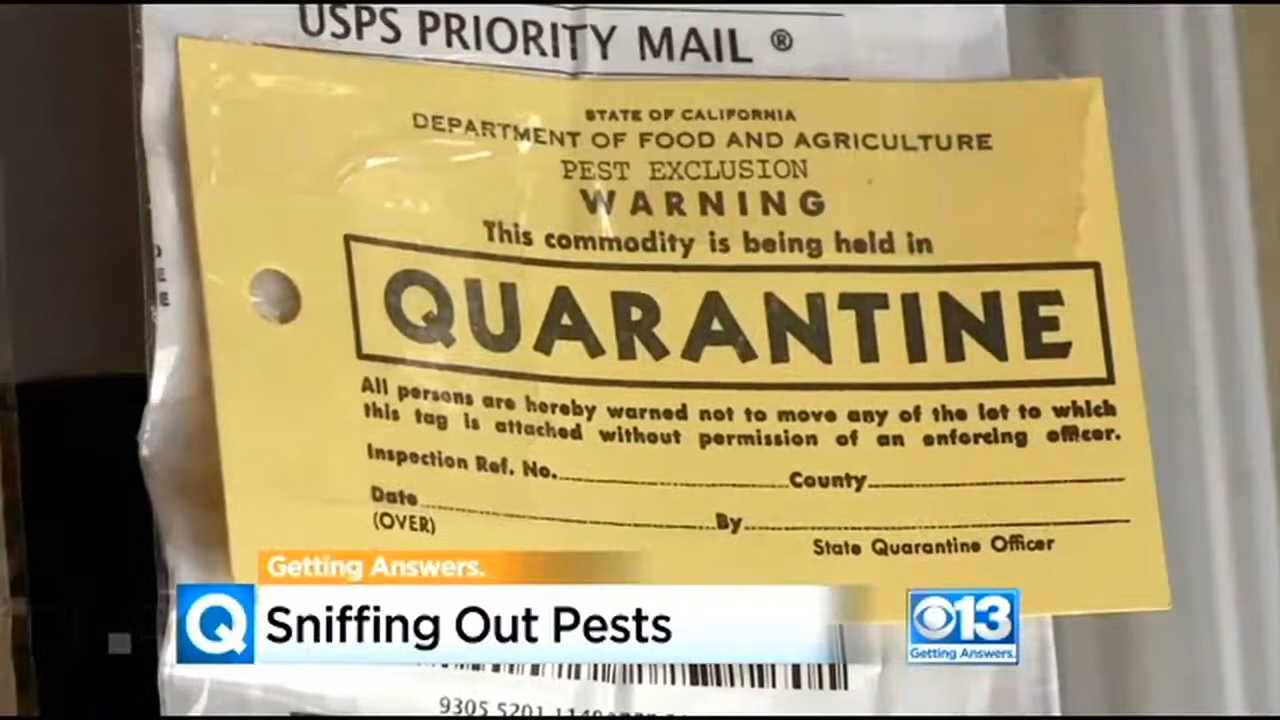 USPS PRIORITY MAIL ®
STATE OF CALIFORNIA
DEPARTMENT OF FOOD AND AGRICULTURE
PEST EXCLUSION
WARNING
This commodity is being held in
QUARANTINE
All persons are hereby warned not to move any of the lot to which
this tag is attached without permission of an enforcing officer.
Inspection Ref. No. County
Date By
(OVER)
State Quarantine Officer
Getting Answers.
Q Sniffing Out Pests
CBS 13
Getting Answers.
9305 5201